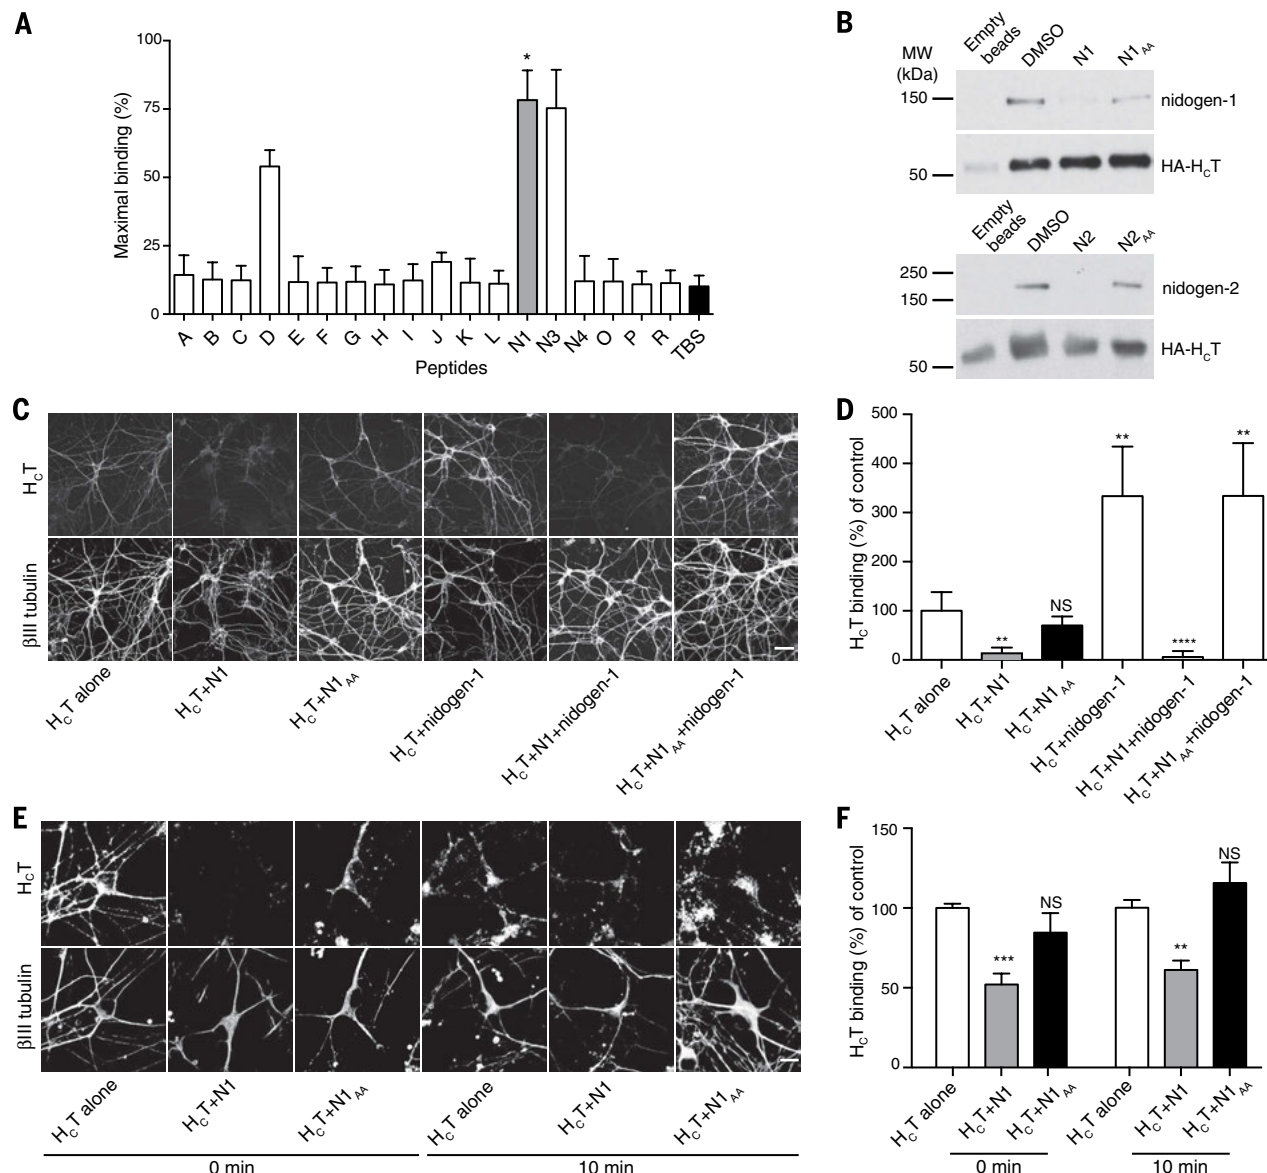 A
100
75
50
25
0
Maximal binding (%)
*
A B C D E F G H I J K L N1 N3 N4 O P R TBS
Peptides
B
MW
(kDa)
Empty beads DMSO N1 N1AA
150
nidogen-1
50
HA-HCT
Empty beads DMSO N2 N2AA
250
150
nidogen-2
50
HA-HCT
C
HCT
βIII tubulin
HCT alone
HCT+N1
HCT+N1AA
HCT+nidogen-1
HCT+N1+nidogen-1
HCT+N1AA+nidogen-1
D
500
400
300
200
100
0
HCT binding (%) of control
** NS ** **** **
HCT alone
HCT+N1
HCT+N1AA
HCT+nidogen-1
HCT+N1+nidogen-1
HCT+N1AA+nidogen-1
E
HCT
βIII tubulin
HCT alone
HCT+N1
HCT+N1AA
HCT alone
HCT+N1
HCT+N1AA
0 min
10 min
F
150
100
50
0
HCT binding (%) of control
*** NS ** NS
HCT alone
HCT+N1
HCT+N1AA
HCT alone
HCT+N1
HCT+N1AA
0 min
10 min